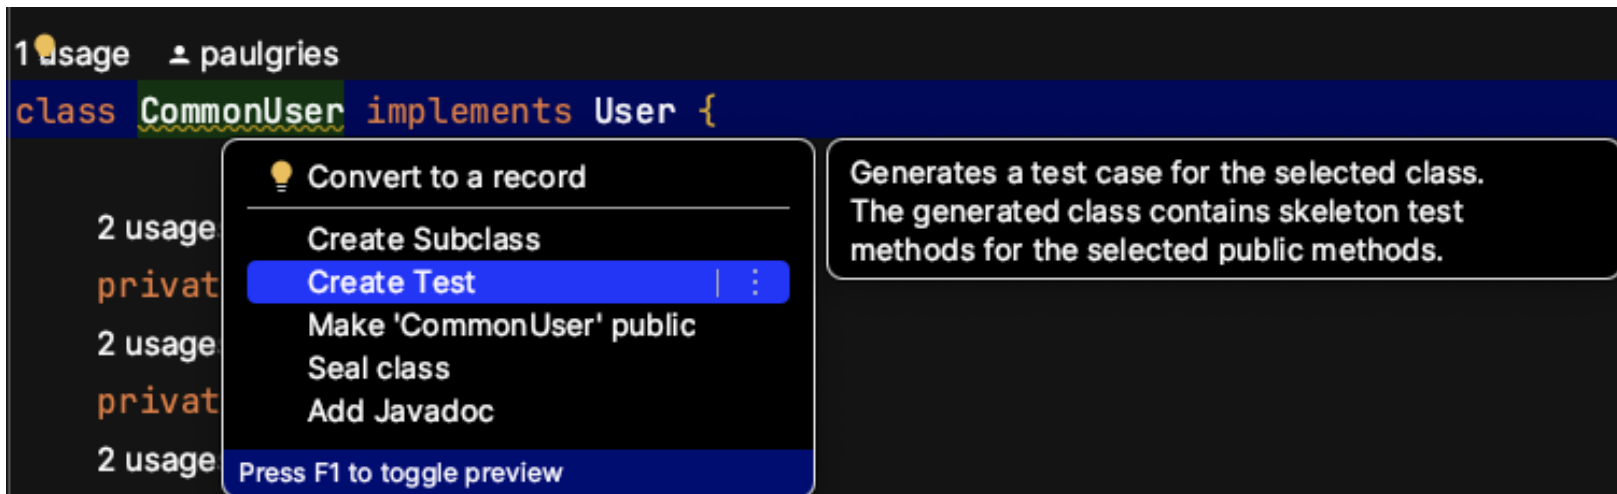 1 usage paulgries
class CommonUser implements User {
Convert to a record
Create Subclass
Create Test
Make 'CommonUser' public
Seal class
Add Javadoc
Press F1 to toggle preview
Generates a test case for the selected class.
The generated class contains skeleton test
methods for the selected public methods.
2 usage
privat
2 usage
privat
2 usage